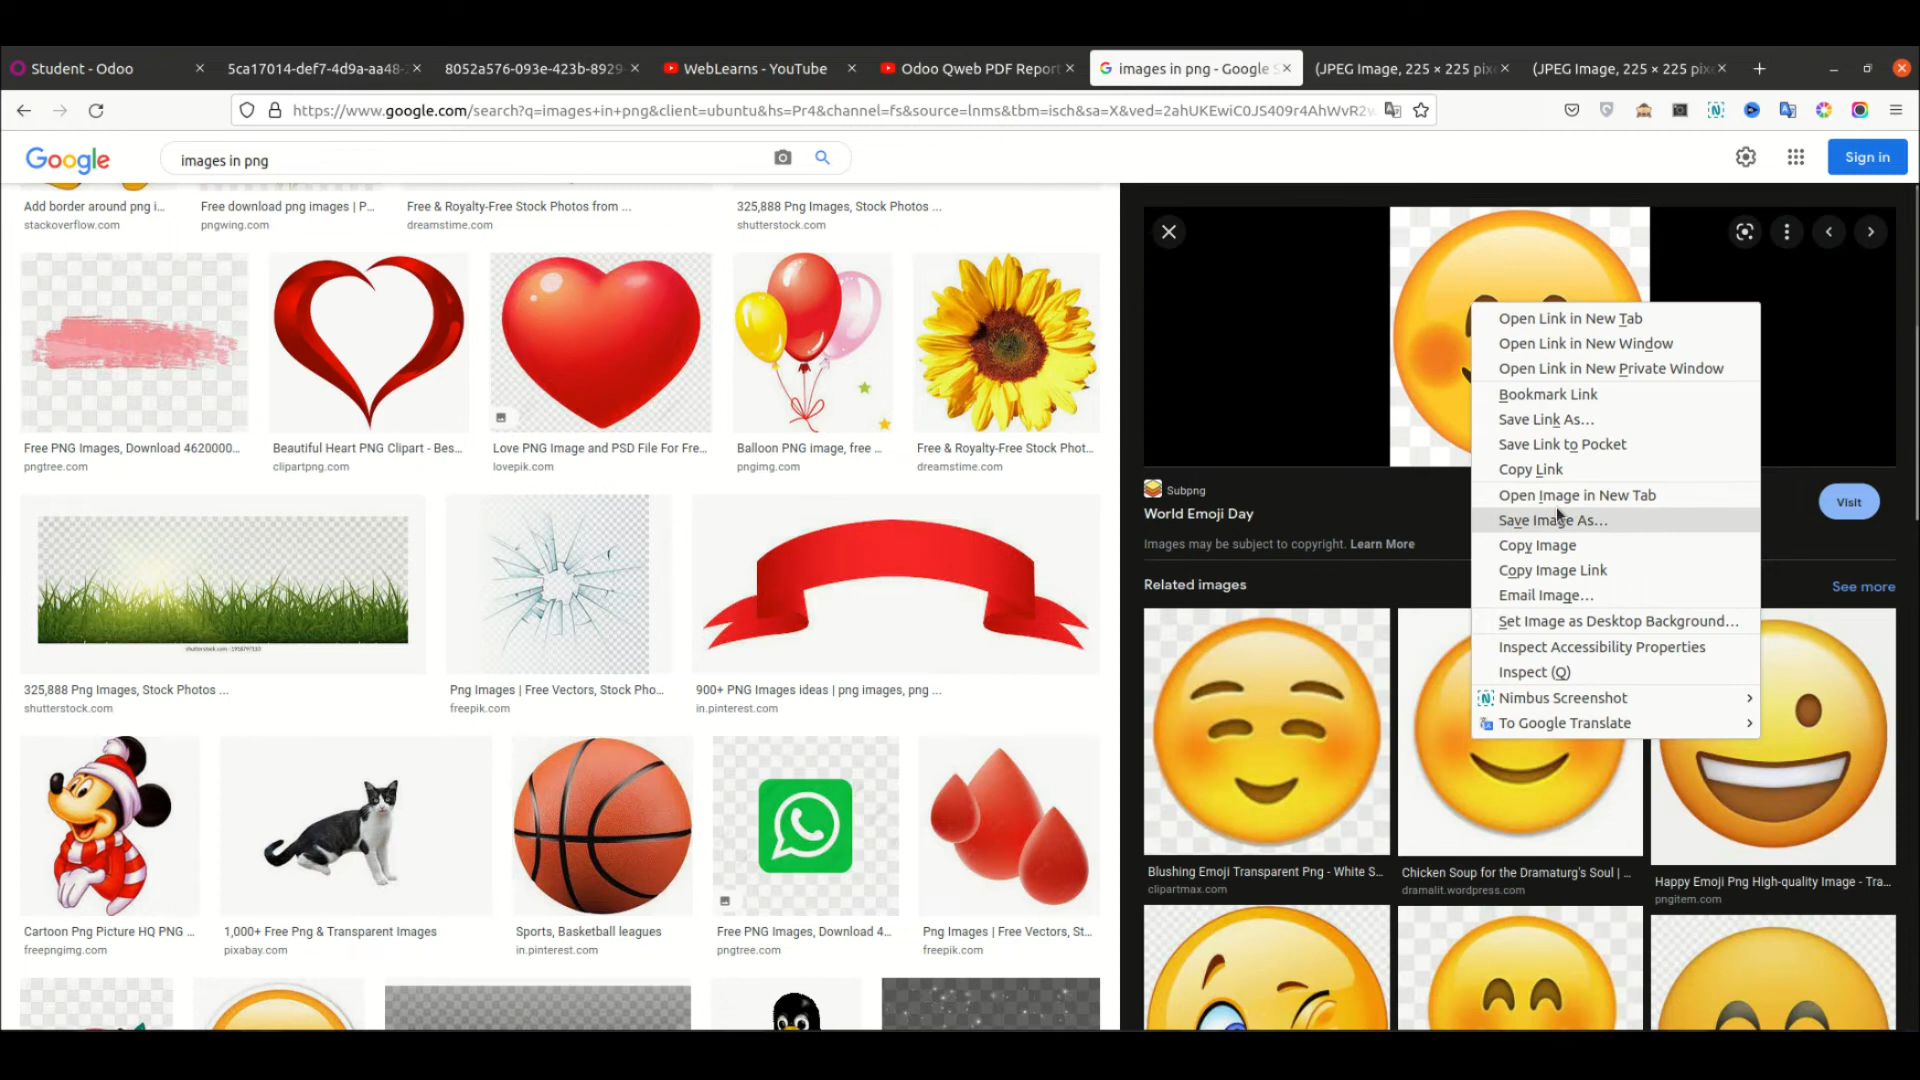 Student - Odoo
5ca17014-def7-4d9a-aa48-
8052a576-093e-423b-8929-
WebLearns - YouTube
Odoo Qweb PDF Report
images in png - Google S
(JPEG Image, 225 × 225 pixe
(JPEG Image, 225 × 225 pixe
https://www.google.com/search?q=images+in+png&client=ubuntu&hs=Pr4&channel=fs&source=lnms&tbm=isch&sa=X&ved=2ahUKEwiC0JS409r4AhWvR2w
Google
images in png
Sign in
Add border around png i...
Free download png images | P...
Free & Royalty-Free Stock Photos from ...
325,888 Png Images, Stock Photos ...
stackoverflow.com
pngwing.com
dreamstime.com
shutterstock.com
Free PNG Images, Download 4620000...
Beautiful Heart PNG Clipart - Bes...
Love PNG Image and PSD File For Fre...
Balloon PNG image, free ...
Free & Royalty-Free Stock Phot...
pngtree.com
clipartpng.com
lovepik.com
pngimg.com
dreamstime.com
325,888 Png Images, Stock Photos ...
Png Images | Free Vectors, Stock Pho...
900+ PNG Images ideas | png images, png ...
shutterstock.com
freepik.com
in.pinterest.com
Cartoon Png Picture HQ PNG ...
1,000+ Free Png & Transparent Images
Sports, Basketball leagues
Free PNG Images, Download 4...
Png Images | Free Vectors, St...
freepngimg.com
pixabay.com
in.pinterest.com
pngtree.com
freepik.com
Subpng
World Emoji Day
Visit
Images may be subject to copyright. Learn More
Related images
See more
Open Link in New Tab
Open Link in New Window
Open Link in New Private Window
Bookmark Link
Save Link As...
Save Link to Pocket
Copy Link
Open Image in New Tab
Save Image As...
Copy Image
Copy Image Link
Email Image...
Set Image as Desktop Background...
Inspect Accessibility Properties
Inspect (Q)
Nimbus Screenshot
To Google Translate
Blushing Emoji Transparent Png - White S...
clipartmax.com
Chicken Soup for the Dramaturg's Soul | ...
dramalit.wordpress.com
Happy Emoji Png High-quality Image - Tra...
pngitem.com